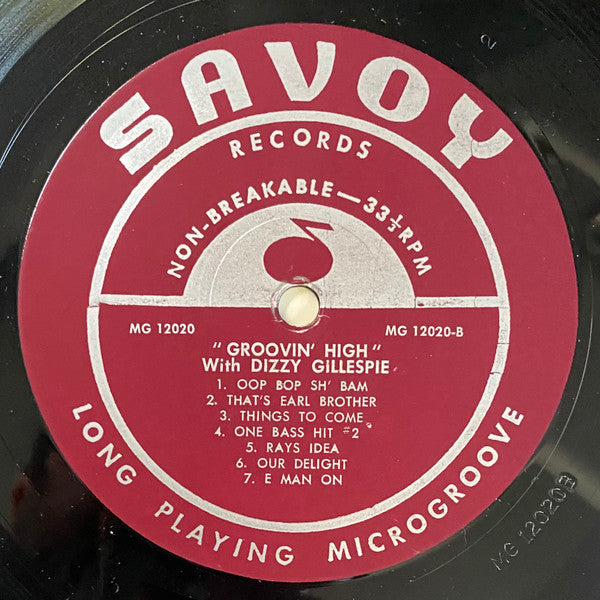 SAVOY
RECORDS
NON-BREAKABLE—33⅓RPM
MG 12020
MG 12020-B
"GROOVIN' HIGH"
With DIZZY GILLESPIE
1. OOP BOP SH' BAM
2. THAT'S EARL BROTHER
3. THINGS TO COME
4. ONE BASS HIT #2
5. RAYS IDEA
6. OUR DELIGHT
7. E MAN ON
LONG PLAYING MICROGROOVE
MG 12020B
2